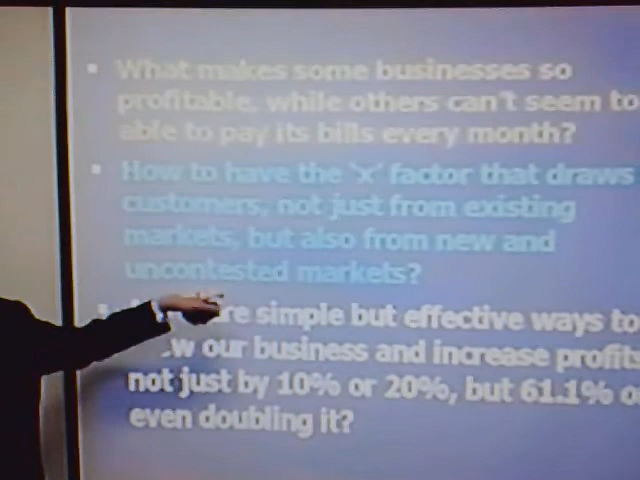 What makes some businesses so
profitable, while others can't seem to
able to pay its bills every month?
How to have the 'x' factor that draws
customers, not just from existing
markets, but also from new and
uncontested markets?
simple but effective ways to
our business and increase profits
not just by 10% or 20%, but 61.1% o
even doubling it?